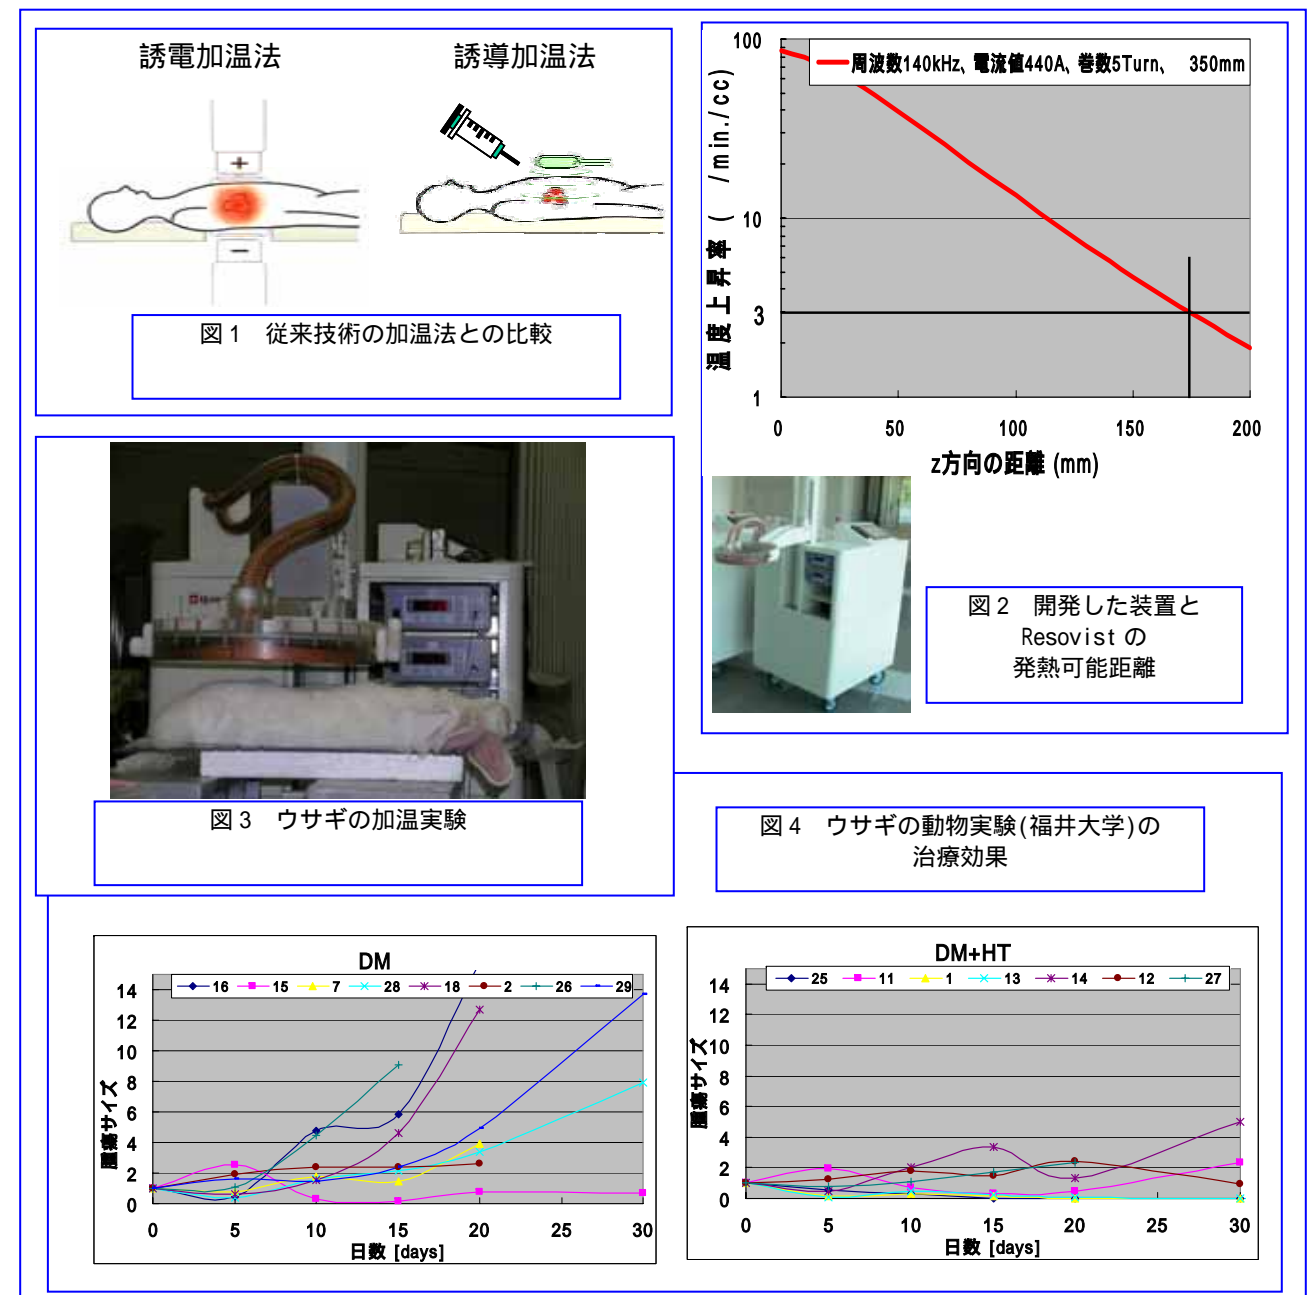 誘電加温法
誘導加温法
+
−
図1 従来技術の加温法との比較
周波数140kHz、電流値440A、巻数5Turn、 350mm
温度上昇率 ( /min./cc)
100
10
3
1
0 50 100 150 200
z方向の距離 (mm)
図2 開発した装置と
Resovist の
発熱可能距離
図3 ウサギの加温実験
図4 ウサギの動物実験(福井大学)の
治療効果
DM
16 15 7 28 18 2 26 29
腫瘍サイズ
14
12
10
8
6
4
2
0
0 5 10 15 20 25 30
日数 [days]
DM+HT
25 11 1 13 14 12 27
腫瘍サイズ
14
12
10
8
6
4
2
0
0 5 10 15 20 25 30
日数 [days]